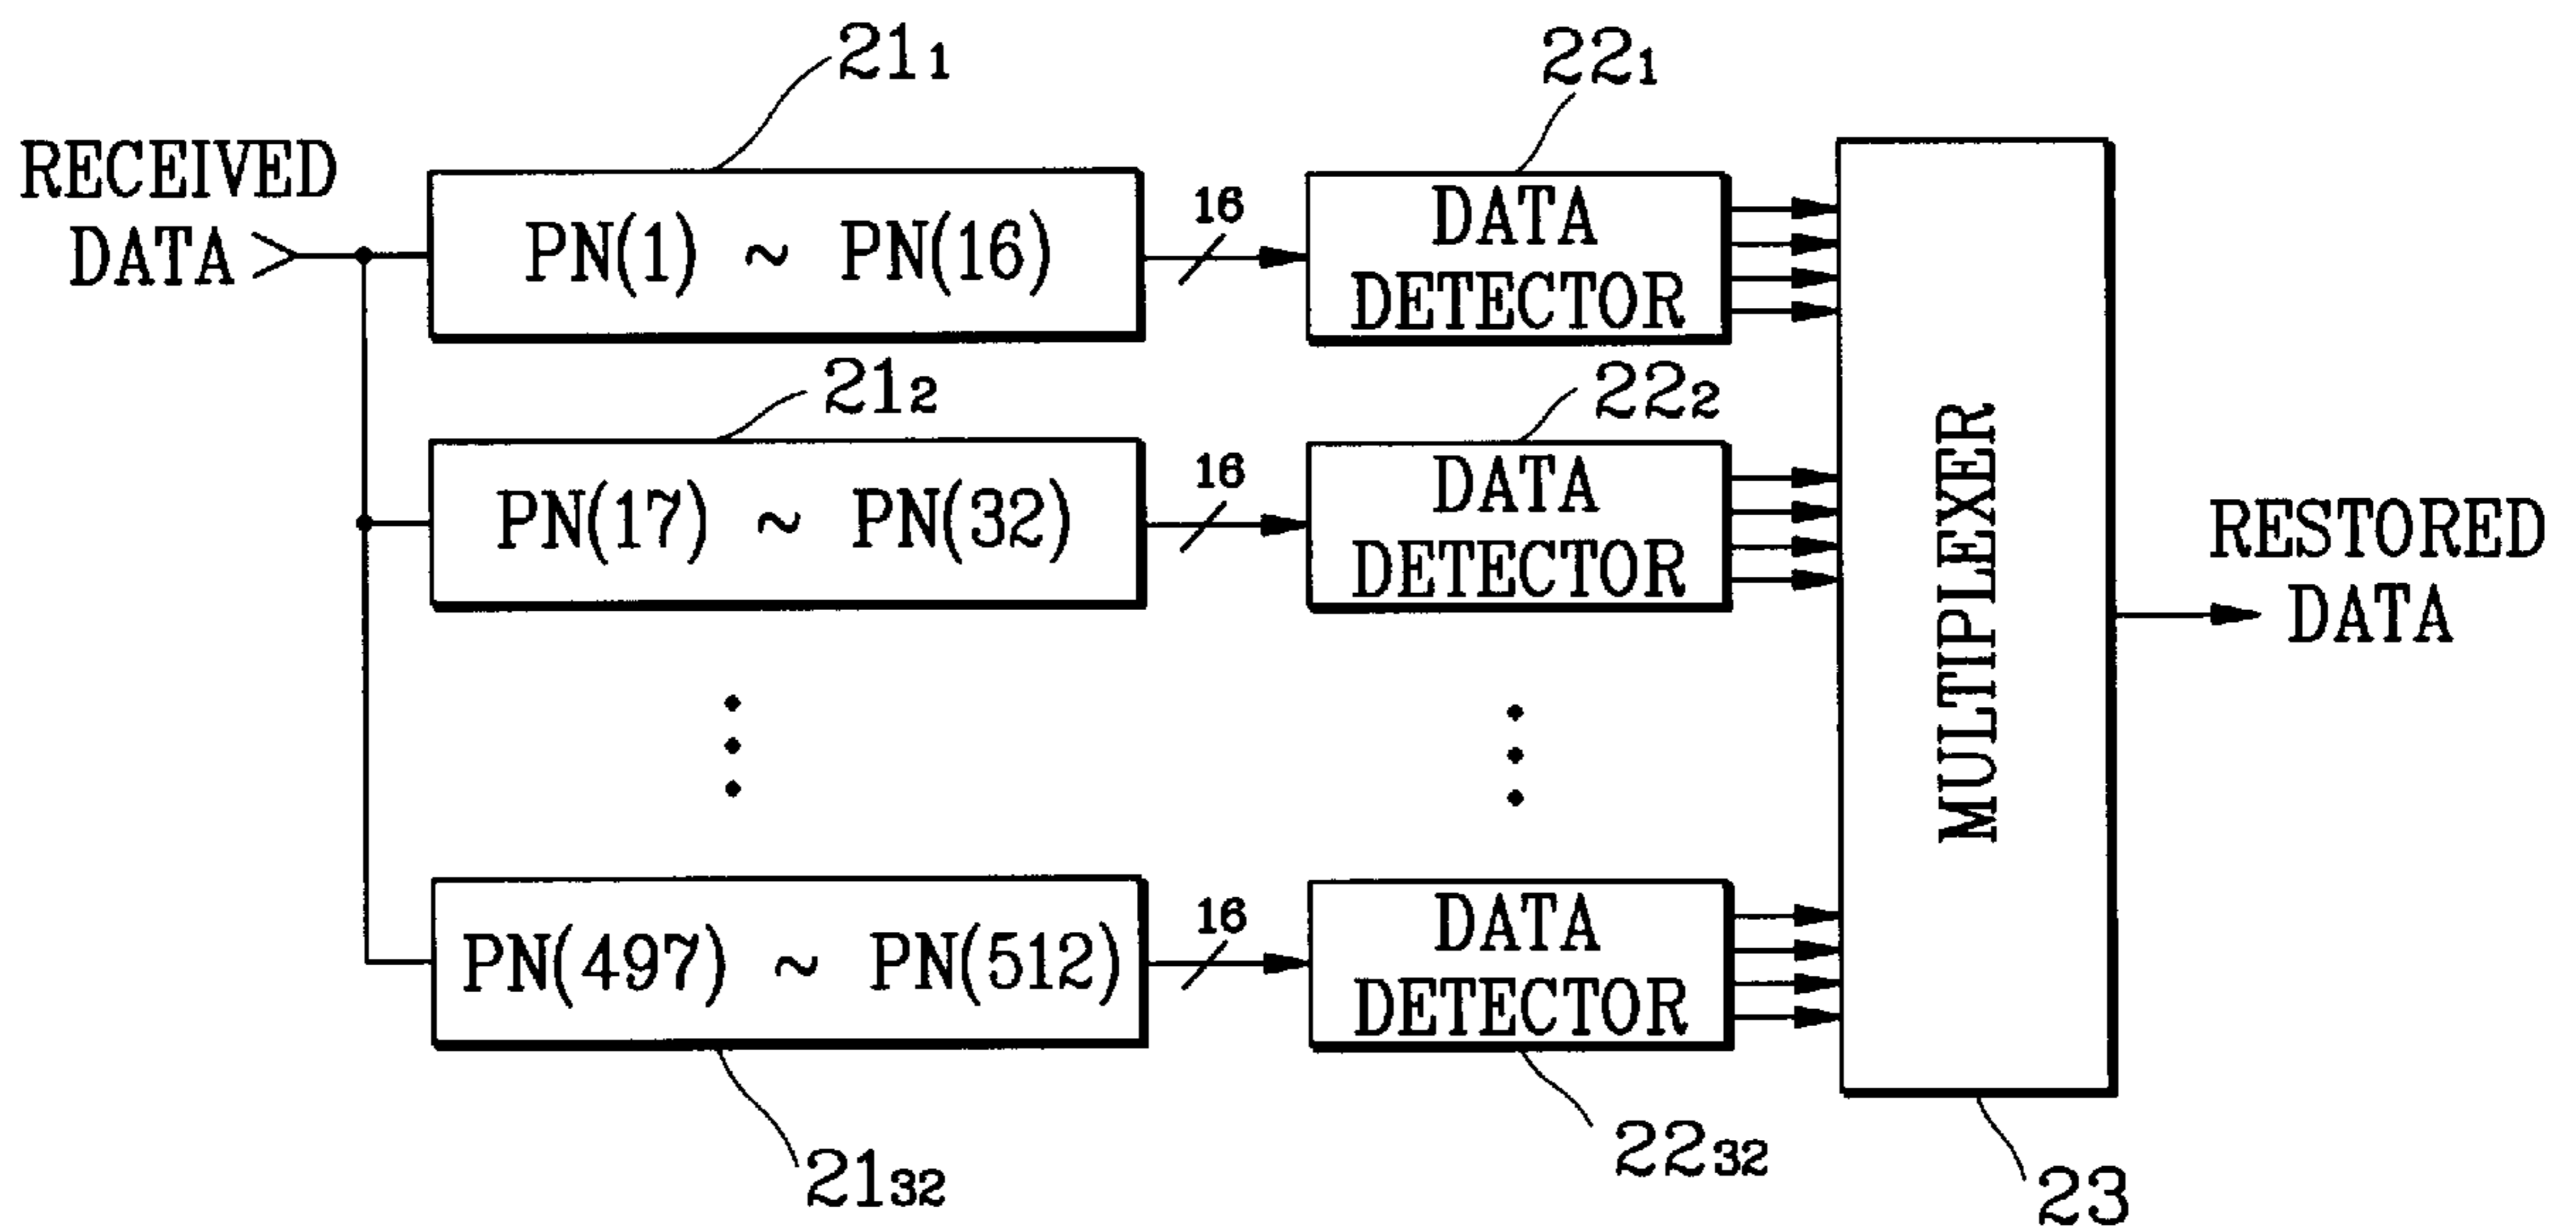 21₁
22₁
RECEIVED
DATA
PN(1) ~ PN(16)
16
DATA
DETECTOR
21₂
22₂
PN(17) ~ PN(32)
16
DATA
DETECTOR
MULTIPLEXER
RESTORED
DATA
PN(497) ~ PN(512)
16
DATA
DETECTOR
21₃₂
22₃₂
23